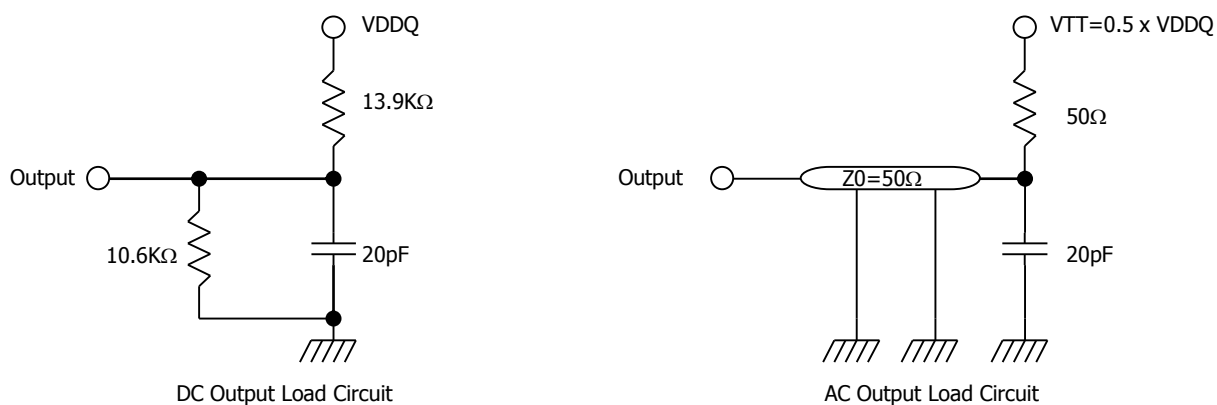 VDDQ
13.9KΩ
Output
10.6KΩ
20pF
DC Output Load Circuit
VTT=0.5 x VDDQ
50Ω
Output
Z0=50Ω
20pF
AC Output Load Circuit